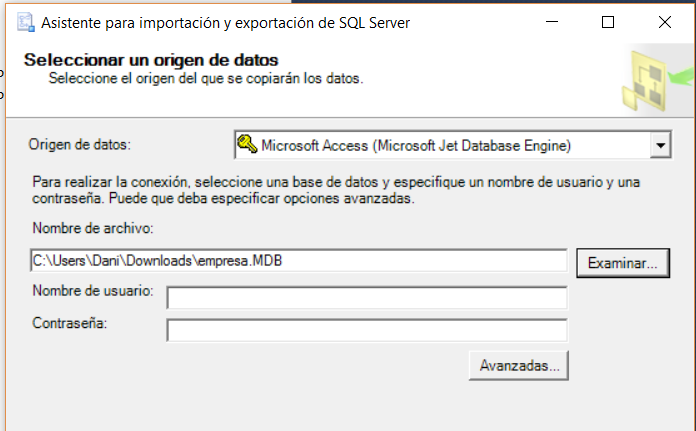 Asistente para importación y exportación de SQL Server
Seleccionar un origen de datos
Seleccione el origen del que se copiarán los datos.
Origen de datos:
Microsoft Access (Microsoft Jet Database Engine)
Para realizar la conexión, seleccione una base de datos y especifique un nombre de usuario y una
contraseña. Puede que deba especificar opciones avanzadas.
Nombre de archivo:
C:\Users\Dani\Downloads\empresa.MDB
Examinar...
Nombre de usuario:
Contraseña:
Avanzadas...